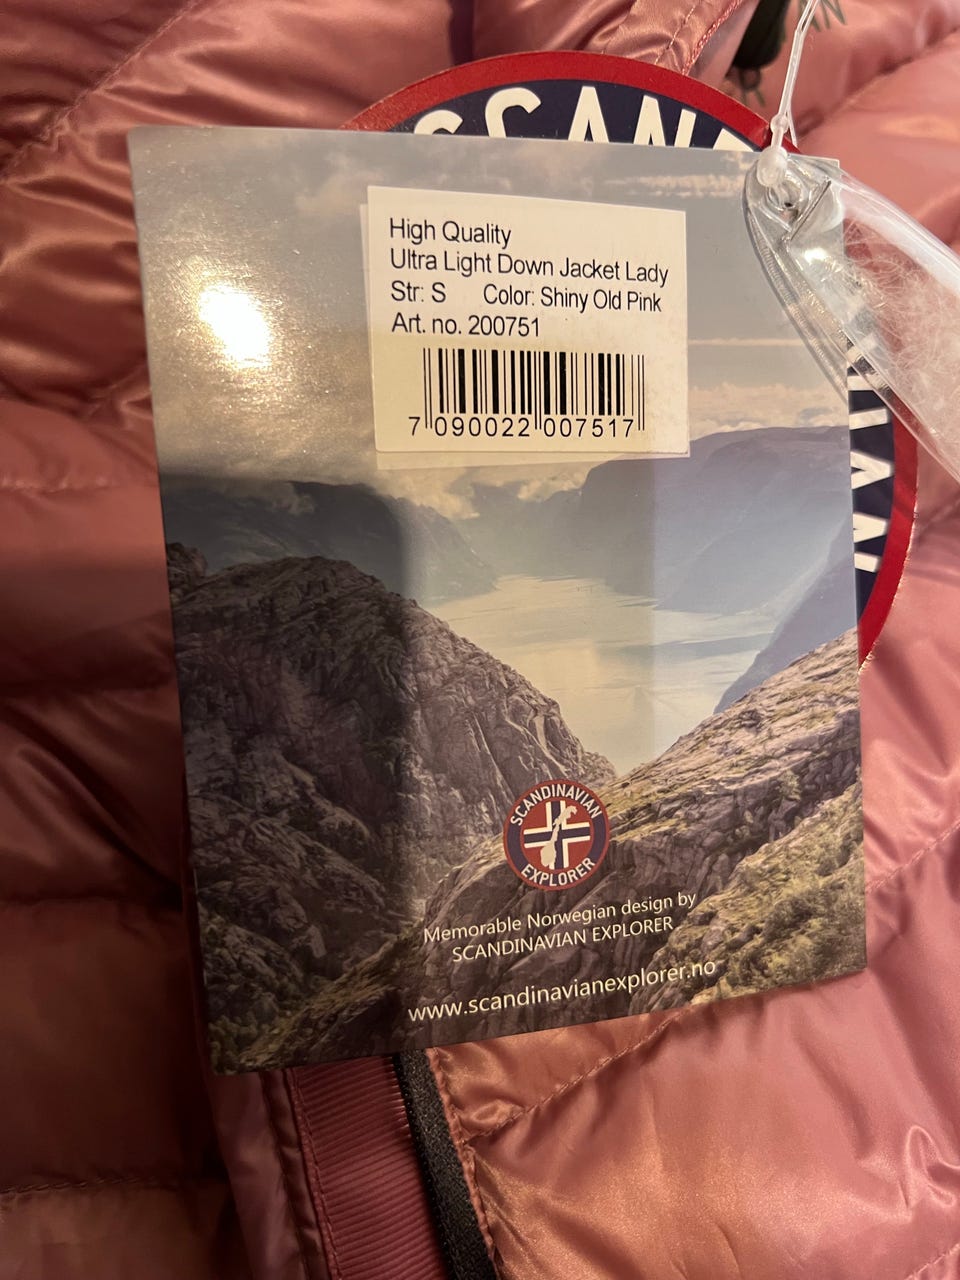 SCAN
High Quality
Ultra Light Down Jacket Lady
Str: S Color: Shiny Old Pink
Art. no. 200751
7 090022 007517
SCANDINAVIAN
EXPLORER
Memorable Norwegian design by
SCANDINAVIAN EXPLORER
www.scandinavianexplorer.no